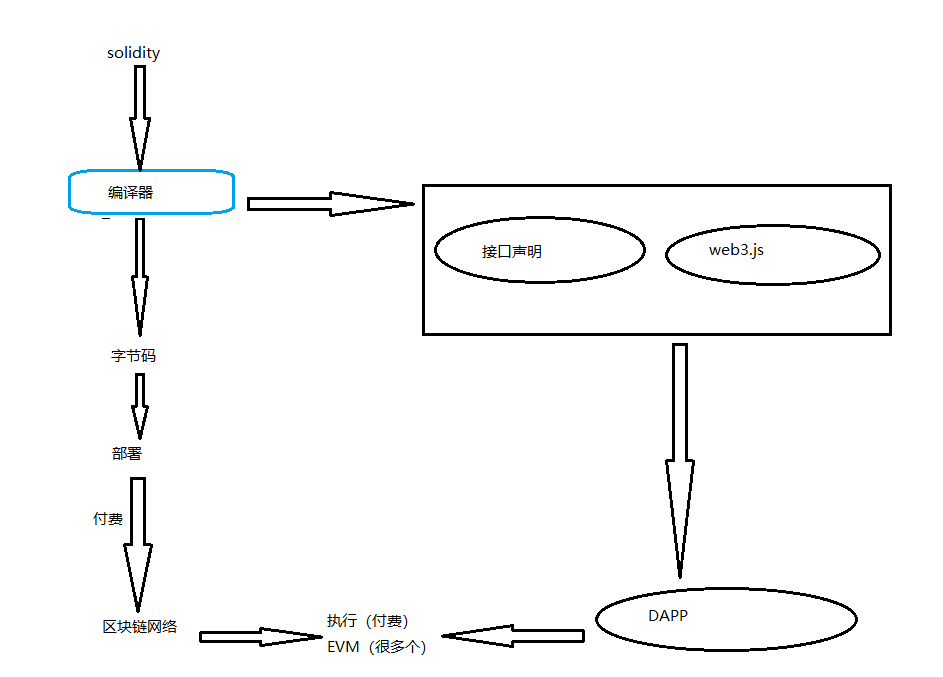 solidity
编译器
接口声明
web3.js
字节码
部署
付费
区块链网络
执行（付费）
EVM（很多个）
DAPP